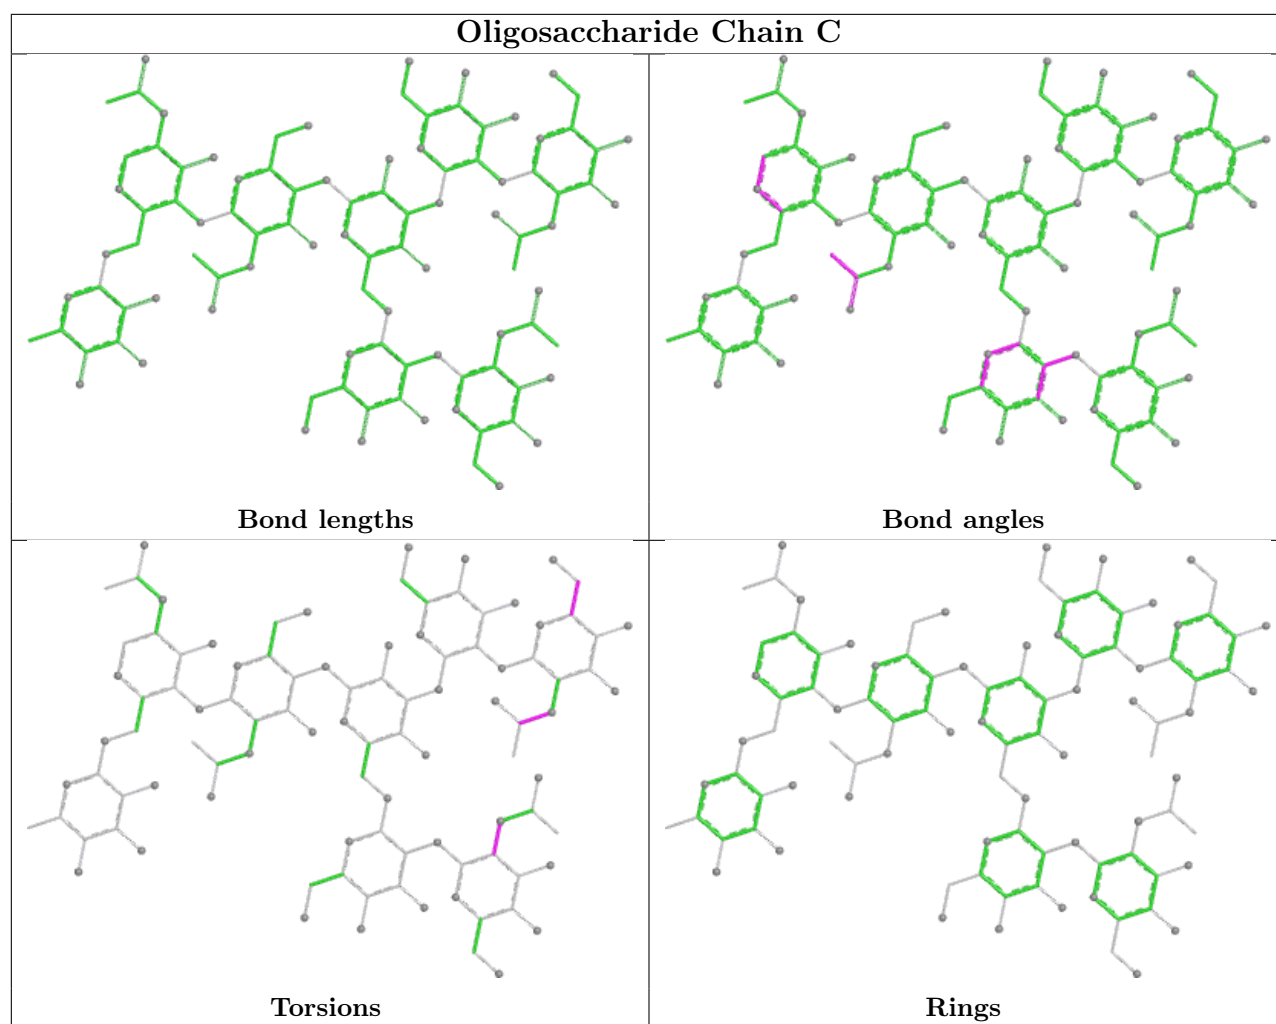 Oligosaccharide Chain C
Bond lengths
Bond angles
Torsions
Rings